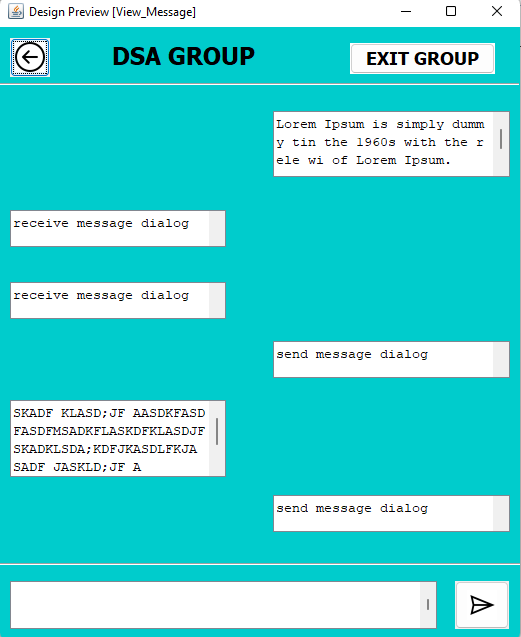 Design Preview [View_Message]
DSA GROUP
EXIT GROUP
Lorem Ipsum is simply dumm
y tin the 1960s with the r
ele wi of Lorem Ipsum.
receive message dialog
receive message dialog
send message dialog
SKADF KLASD;JF AASDKFASD
FASDFMSADKFLASKDFKLASDJF
SKADKLSDA;KDFJKASDLFKJA
SADF JASKLD;JF A
send message dialog